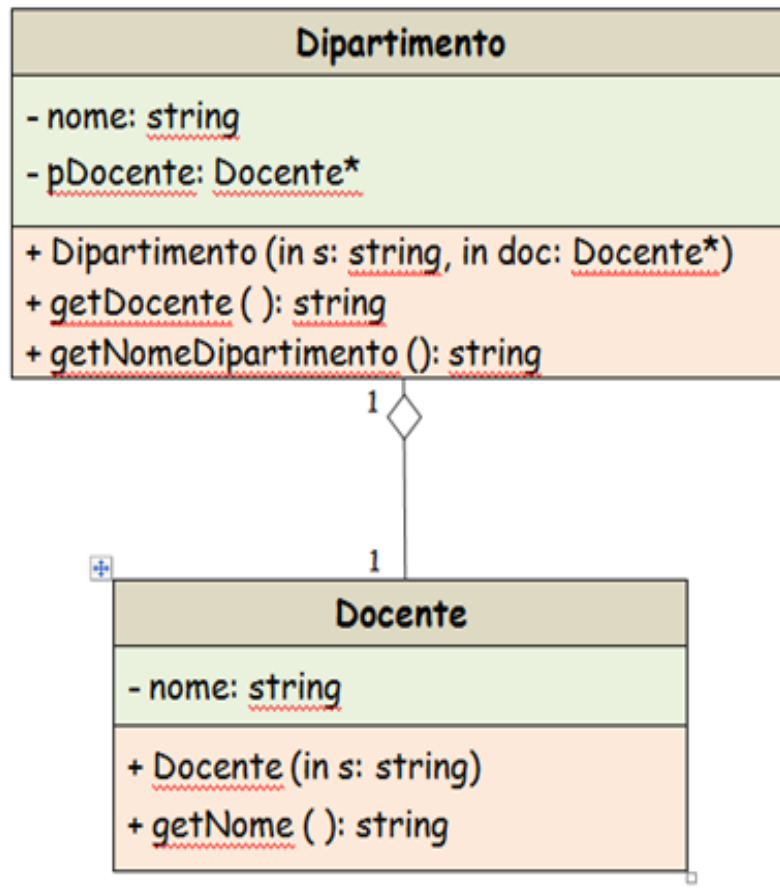 Dipartimento
- nome: string
- pDocente: Docente*
+ Dipartimento (in s: string, in doc: Docente*)
+ getDocente ( ): string
+ getNomeDipartimento (): string
1
1
Docente
- nome: string
+ Docente (in s: string)
+ getNome ( ): string